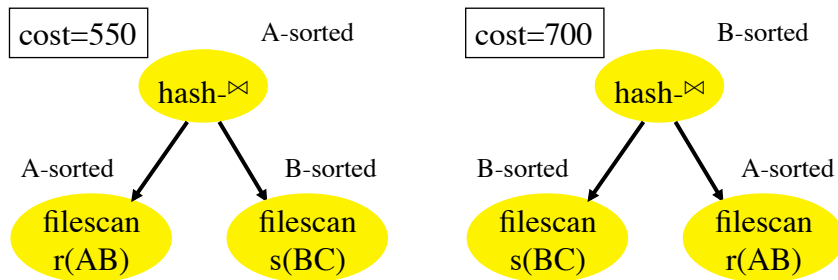 cost=550
A-sorted
hash-⋈
A-sorted
B-sorted
filescan
r(AB)
filescan
s(BC)
cost=700
B-sorted
hash-⋈
B-sorted
A-sorted
filescan
s(BC)
filescan
r(AB)